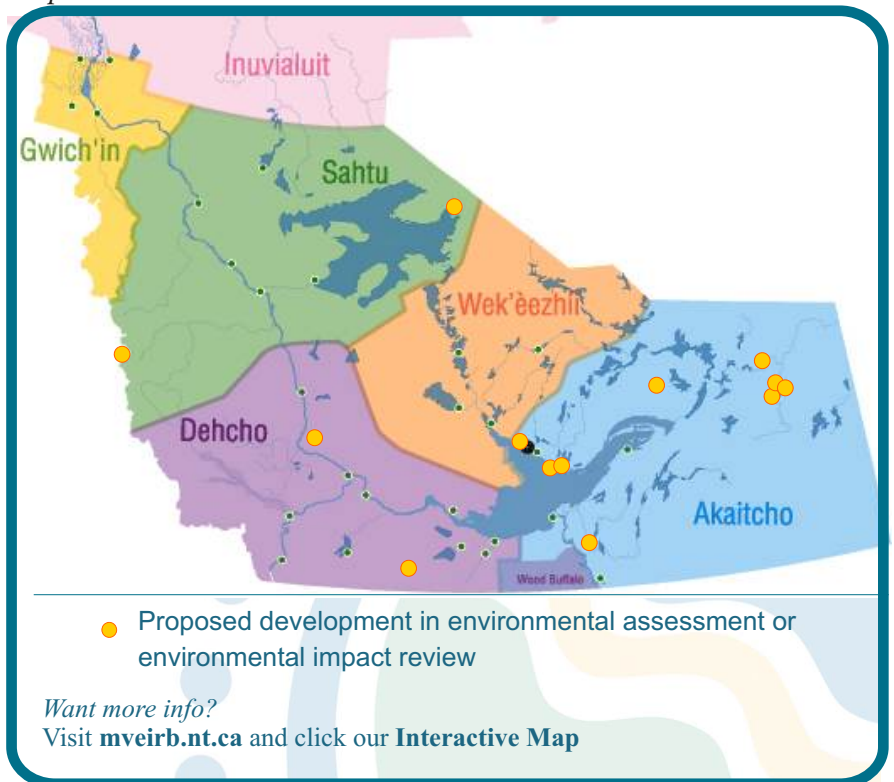 Inuvialuit
Gwich'in
Sahtu
Wek'èezhìi
Dehcho
Akaitcho
Wood Buffalo
Proposed development in environmental assessment or
environmental impact review
Want more info?
Visit mveirb.nt.ca and click our Interactive Map